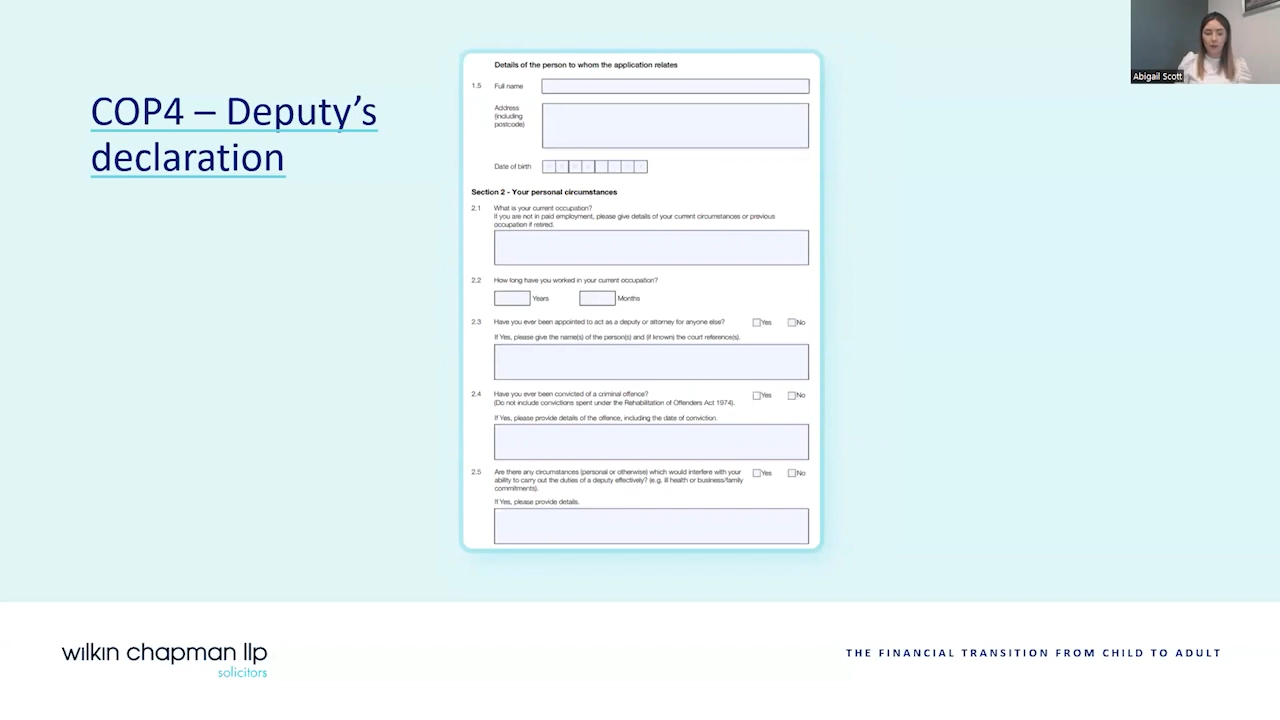 Abigail Scott
COP4 – Deputy’s
declaration
Details of the person to whom the application relates
1.5 Full name
Address
(including
postcode)
Date of birth
Section 2 - Your personal circumstances
2.1 What is your current occupation?
If you are not in paid employment, please give details of your current circumstances or previous
occupation if retired.
2.2 How long have you worked in your current occupation?
Years Months
2.3 Have you ever been appointed to act as a deputy or attorney for anyone else? Yes No
If Yes, please give the name(s) of the person(s) and (if known) the court reference(s).
2.4 Have you ever been convicted of a criminal offence? Yes No
(Do not include convictions spent under the Rehabilitation of Offenders Act 1974).
If Yes, please provide details of the offence, including the date of conviction.
2.5 Are there any circumstances (personal or otherwise) which would interfere with your Yes No
ability to carry out the duties of a deputy effectively? (e.g. ill health or business/family
commitments).
If Yes, please provide details.
wilkin chapman llp
solicitors
THE FINANCIAL TRANSITION FROM CHILD TO ADULT